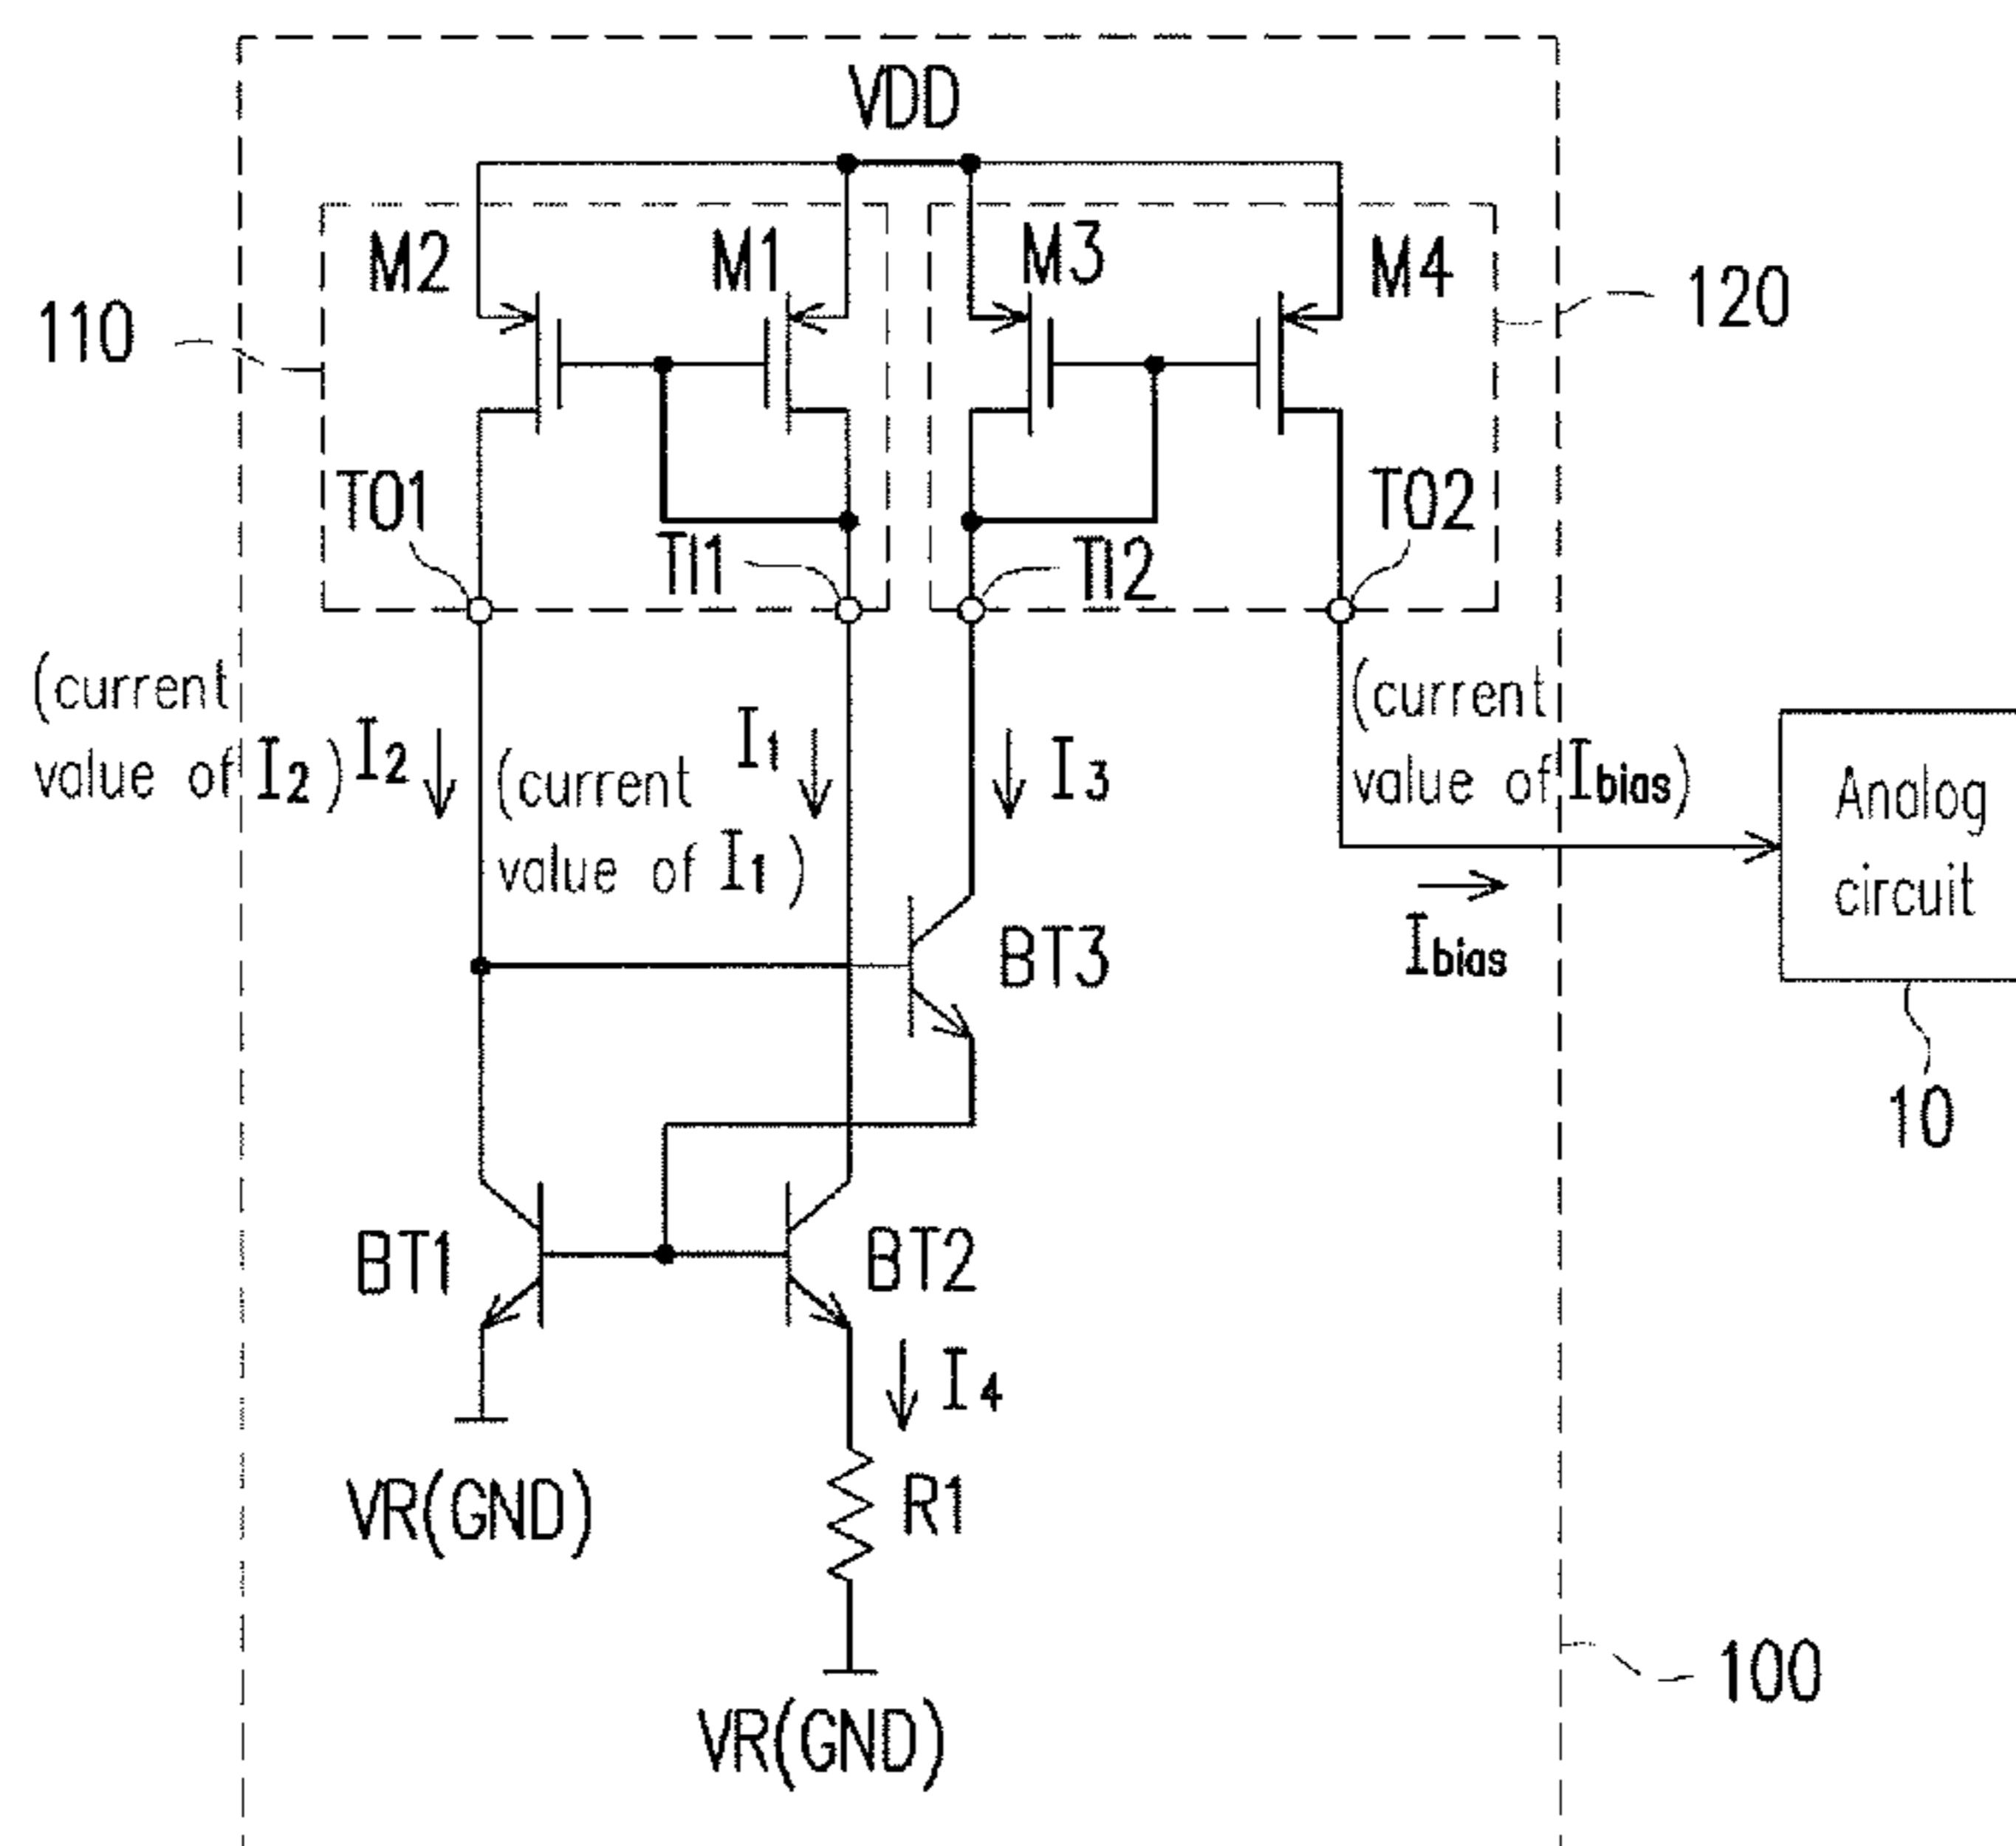 VDD
M2
M1
M3
M4
110
120
TO1
TI1
TI2
TO2
(current
value of I2)
I2
(current
value of I1)
I1
I3
(current
value of Ibias)
Analog
circuit
Ibias
BT3
10
BT1
BT2
I4
VR(GND)
R1
100
VR(GND)